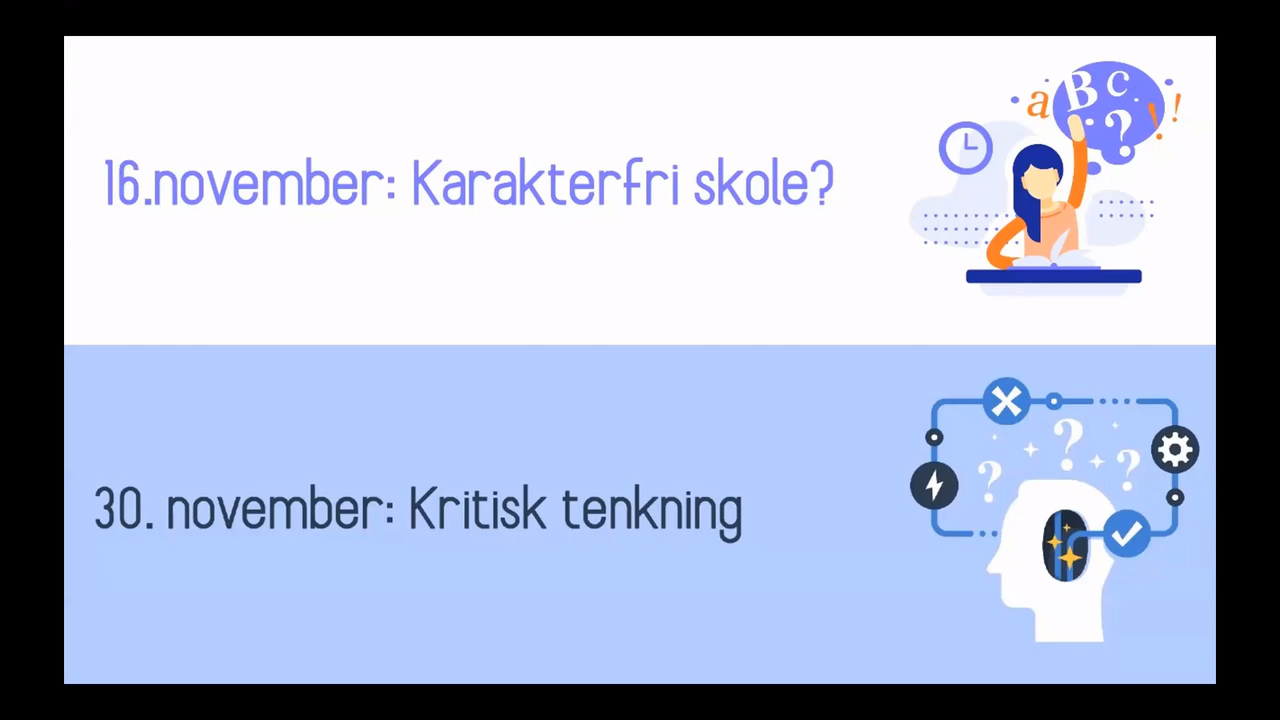 16.november: Karakterfri skole?
a B c ? ! !
30. november: Kritisk tenkning
? ? ?